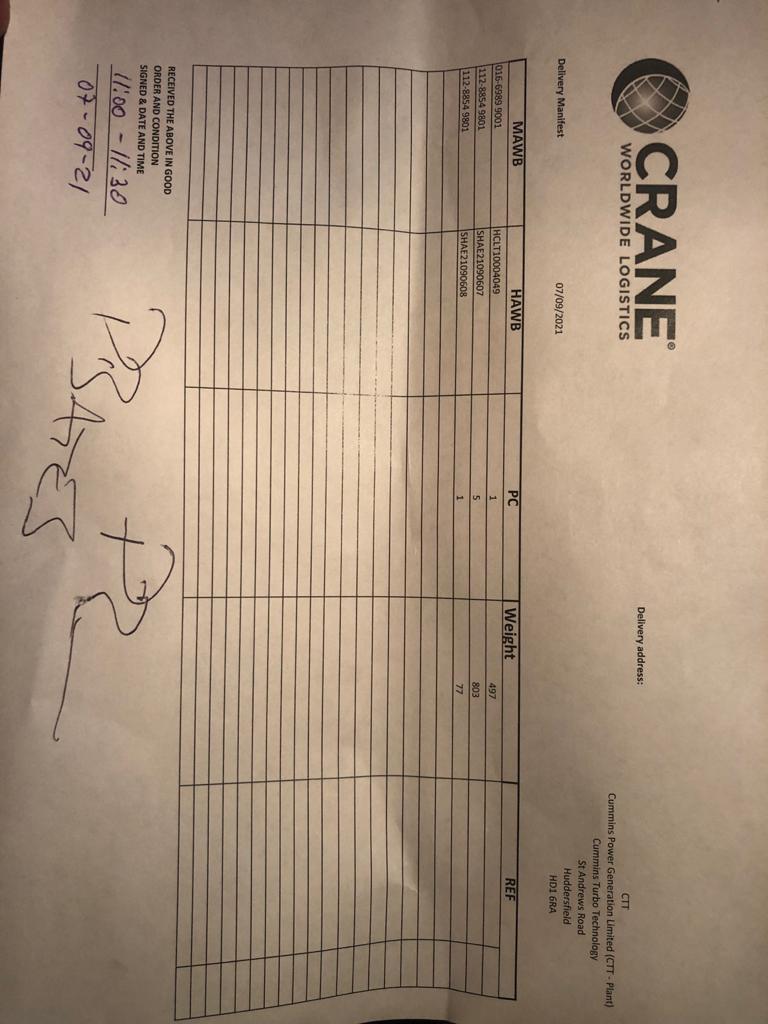 CRANE®
WORLDWIDE LOGISTICS
Delivery address:
CTT
Cummins Power Generation Limited (CTT - Plant)
Cummins Turbo Technology
St Andrews Road
Huddersfield
HD1 6RA
Delivery Manifest 07/09/2021
MAWB HAWB PC Weight REF
016-6989 9001 HCLT10004049 1 497
112-8854 9801 SHAE21090607 5 803
112-8854 9801 SHAE21090608 1 77
RECEIVED THE ABOVE IN GOOD
ORDER AND CONDITION
SIGNED & DATE AND TIME
11:00 - 11:30
07-09-21